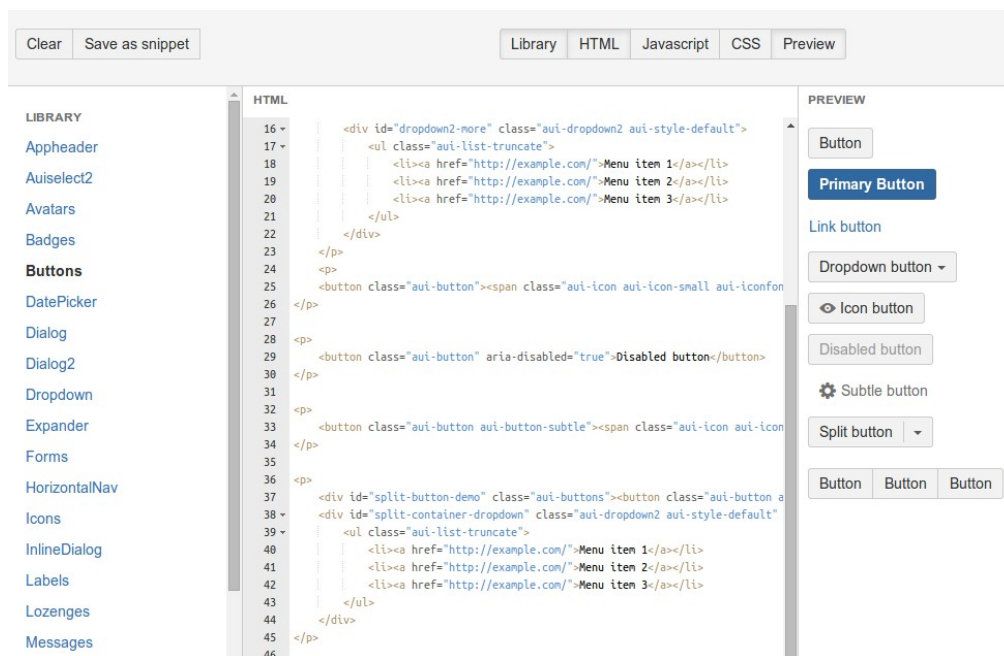 Clear Save as snippet
Library HTML Javascript CSS Preview
LIBRARY
Appheader
Auiselect2
Avatars
Badges
Buttons
DatePicker
Dialog
Dialog2
Dropdown
Expander
Forms
HorizontalNav
Icons
InlineDialog
Labels
Lozenges
Messages
HTML
16 <div id="dropdown2-more" class="aui-dropdown2 aui-style-default">
17 <ul class="aui-list-truncate">
18 <li><a href="http://example.com/">Menu item 1</a></li>
19 <li><a href="http://example.com/">Menu item 2</a></li>
20 <li><a href="http://example.com/">Menu item 3</a></li>
21 </ul>
22 </div>
23 </p>
24 <p>
25 <button class="aui-button"><span class="aui-icon aui-icon-small aui-iconfon
26 </p>
27
28 <p>
29 <button class="aui-button" aria-disabled="true">Disabled button</button>
30 </p>
31
32 <p>
33 <button class="aui-button aui-button-subtle"><span class="aui-icon aui-icon
34 </p>
35
36 <p>
37 <div id="split-button-demo" class="aui-buttons"><button class="aui-button a
38 <div id="split-container-dropdown" class="aui-dropdown2 aui-style-default"
39 <ul class="aui-list-truncate">
40 <li><a href="http://example.com/">Menu item 1</a></li>
41 <li><a href="http://example.com/">Menu item 2</a></li>
42 <li><a href="http://example.com/">Menu item 3</a></li>
43 </ul>
44 </div>
45 </p>
46
PREVIEW
Button
Primary Button
Link button
Dropdown button
Icon button
Disabled button
Subtle button
Split button
Button Button Button